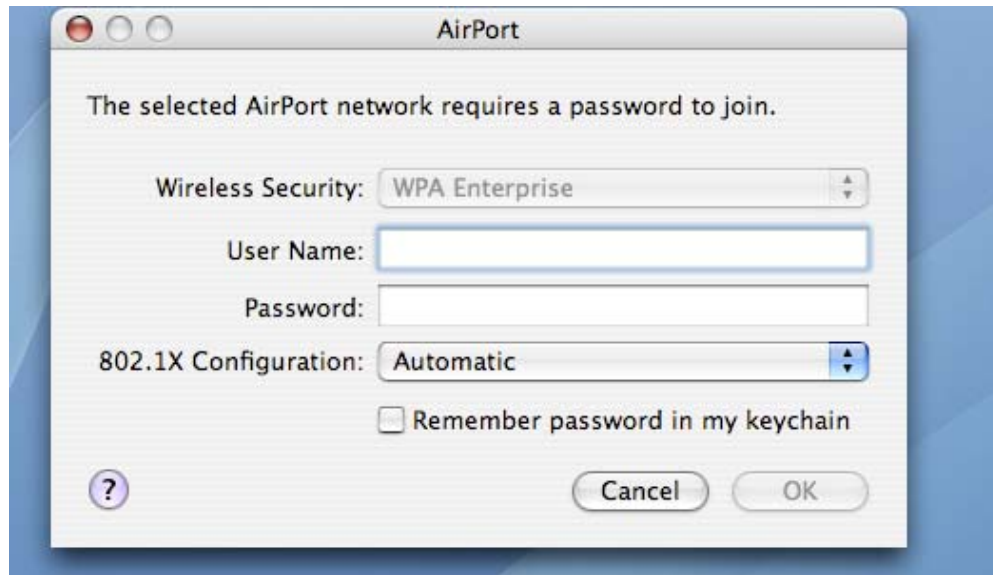 AirPort
The selected AirPort network requires a password to join.
Wireless Security: WPA Enterprise
User Name:
Password:
802.1X Configuration: Automatic
Remember password in my keychain
? Cancel OK